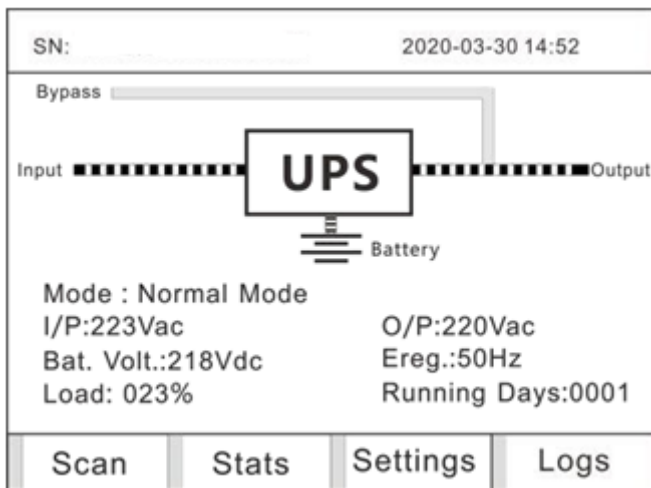 SN:
2020-03-30 14:52
Bypass
Input
UPS
Output
Battery
Mode : Normal Mode
I/P:223Vac
O/P:220Vac
Bat. Volt.:218Vdc
Ereg.:50Hz
Load: 023%
Running Days:0001
Scan
Stats
Settings
Logs